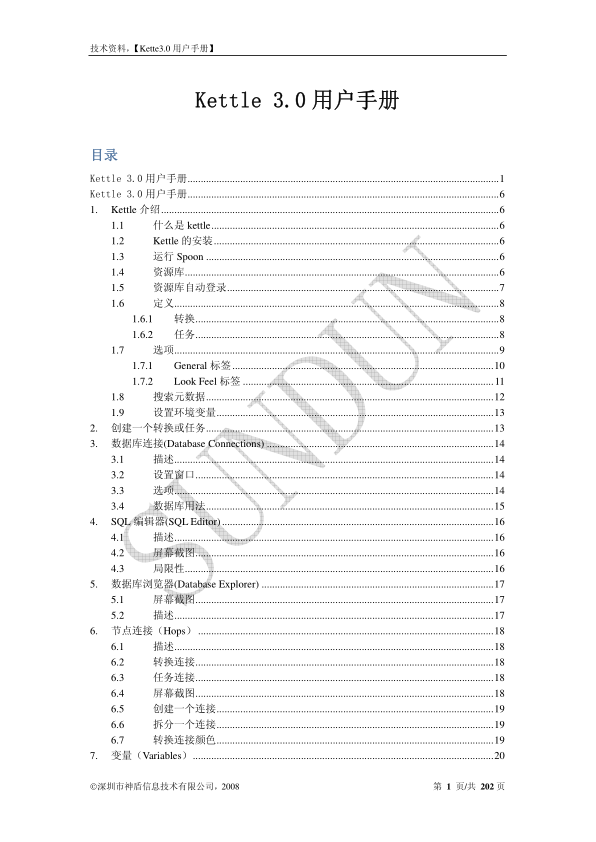 技术资料，【Kette3.0 用户手册】
Kettle 3.0 用户手册
目录
Kettle 3.0 用户手册 1
Kettle 3.0 用户手册 6
1. Kettle 介绍 6
1.1 什么是 kettle 6
1.2 Kettle 的安装 6
1.3 运行 Spoon 6
1.4 资源库 6
1.5 资源库自动登录 7
1.6 定义 8
1.6.1 转换 8
1.6.2 任务 8
1.7 选项 9
1.7.1 General 标签 10
1.7.2 Look Feel 标签 11
1.8 搜索元数据 12
1.9 设置环境变量 13
2. 创建一个转换或任务 13
3. 数据库连接(Database Connections) 14
3.1 描述 14
3.2 设置窗口 14
3.3 选项 14
3.4 数据库用法 15
4. SQL 编辑器(SQL Editor) 16
4.1 描述 16
4.2 屏幕截图 16
4.3 局限性 16
5. 数据库浏览器(Database Explorer) 17
5.1 屏幕截图 17
5.2 描述 17
6. 节点连接（Hops） 18
6.1 描述 18
6.2 转换连接 18
6.3 任务连接 18
6.4 屏幕截图 18
6.5 创建一个连接 19
6.6 拆分一个连接 19
6.7 转换连接颜色 19
7. 变量（Variables） 20
SUNDUN
©深圳市神盾信息技术有限公司，2008 第 1 页/共 202 页